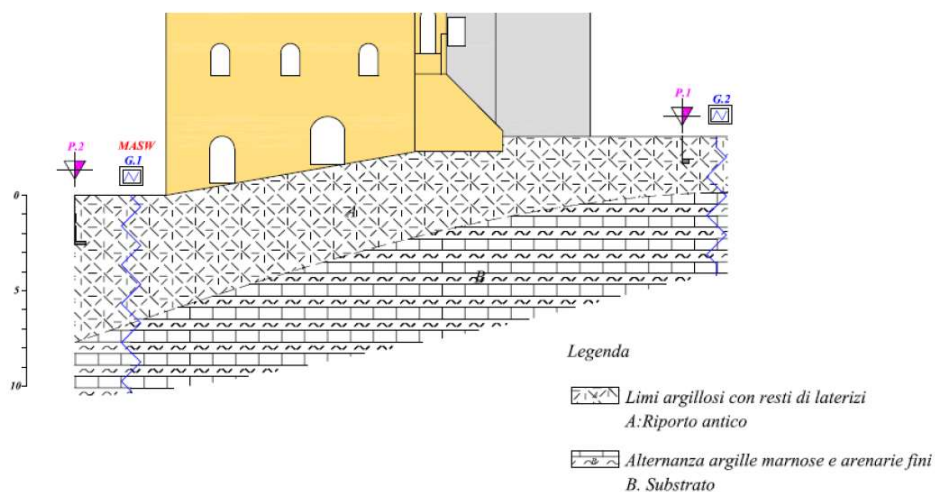 P.1
G.2
P.2
MASW
G.1
0
A
B
5
10
Legenda
Limi argillosi con resti di laterizi
A:Riporto antico
B
Alternanza argille marnose e arenarie fini
B. Substrato